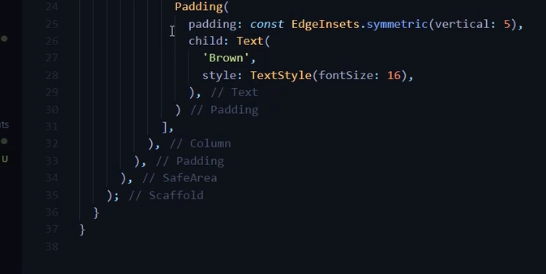 24 Padding(
25 padding: const EdgeInsets.symmetric(vertical: 5),
26 child: Text(
27 'Brown',
28 style: TextStyle(fontSize: 16),
29 ), // Text
30 ) // Padding
ts 31 ],
32 ), // Column
U 33 ), // Padding
34 ), // SafeArea
35 ); // Scaffold
36 }
37 }
38